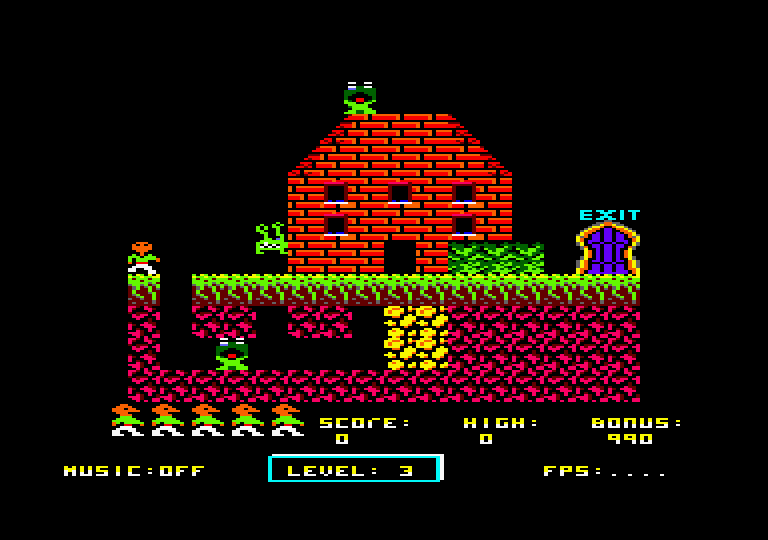 EXIT
SCORE: HIGH: BONUS:
0 0 990
MUSIC:OFF LEVEL: 3 FPS:....